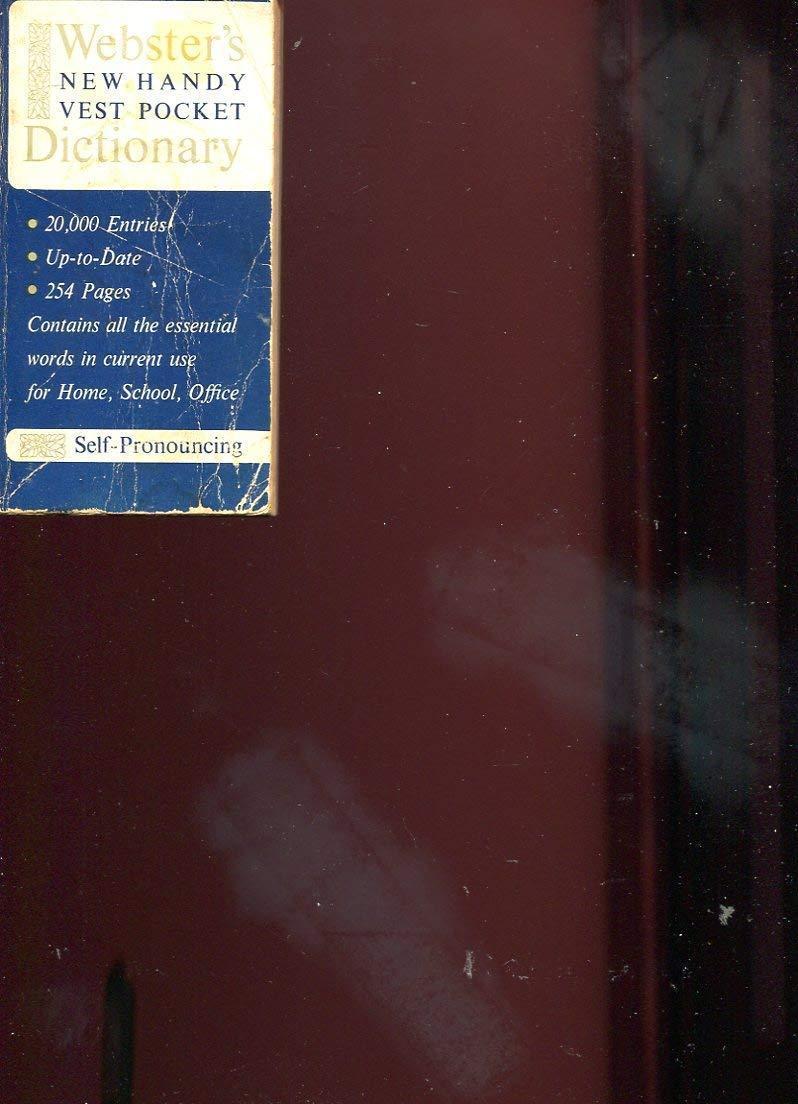 Webster's
NEW HANDY
VEST POCKET
Dictionary
• 20,000 Entries
• Up-to-Date
• 254 Pages
Contains all the essential
words in current use
for Home, School, Office
Self-Pronouncing